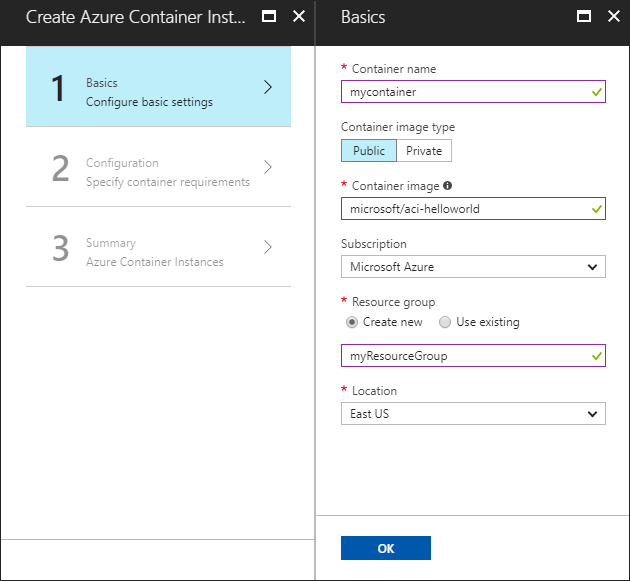 Create Azure Container Inst...
1
Basics
Configure basic settings
2
Configuration
Specify container requirements
3
Summary
Azure Container Instances
Basics
* Container name
mycontainer
Container image type
Public Private
* Container image
microsoft/aci-helloworld
Subscription
Microsoft Azure
* Resource group
Create new Use existing
myResourceGroup
* Location
East US
OK